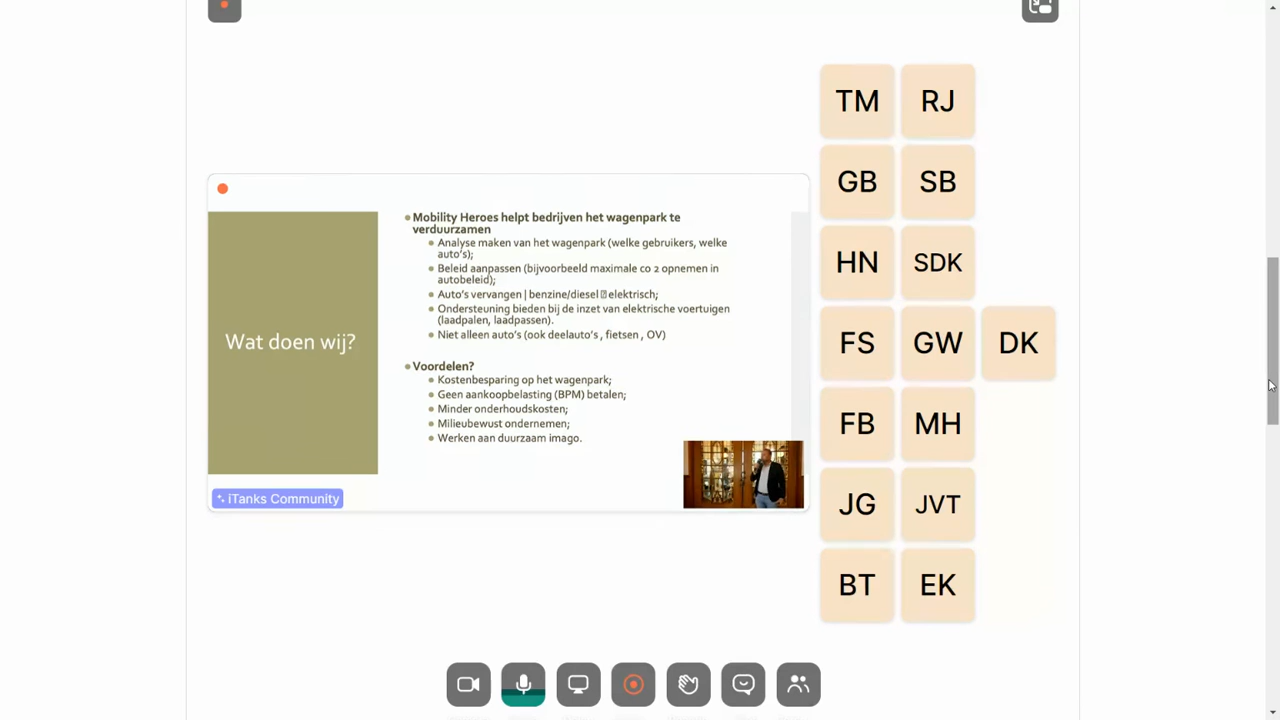 Wat doen wij?
Mobility Heroes helpt bedrijven het wagenpark te
verduurzamen
Analyse maken van het wagenpark (welke gebruikers, welke
auto's);
Beleid aanpassen (bijvoorbeeld maximale co 2 opnemen in
autobeleid);
Auto's vervangen | benzine/diesel elektrisch;
Ondersteuning bieden bij de inzet van elektrische voertuigen
(laadpalen, laadpassen).
Niet alleen auto's (ook deelauto's , fietsen , OV)
Voordelen?
Kostenbesparing op het wagenpark;
Geen aankoopbelasting (BPM) betalen;
Minder onderhoudskosten;
Milieubewust ondernemen;
Werken aan duurzaam imago.
iTanks Community
TM RJ
GB SB
HN SDK
FS GW DK
FB MH
JG JVT
BT EK